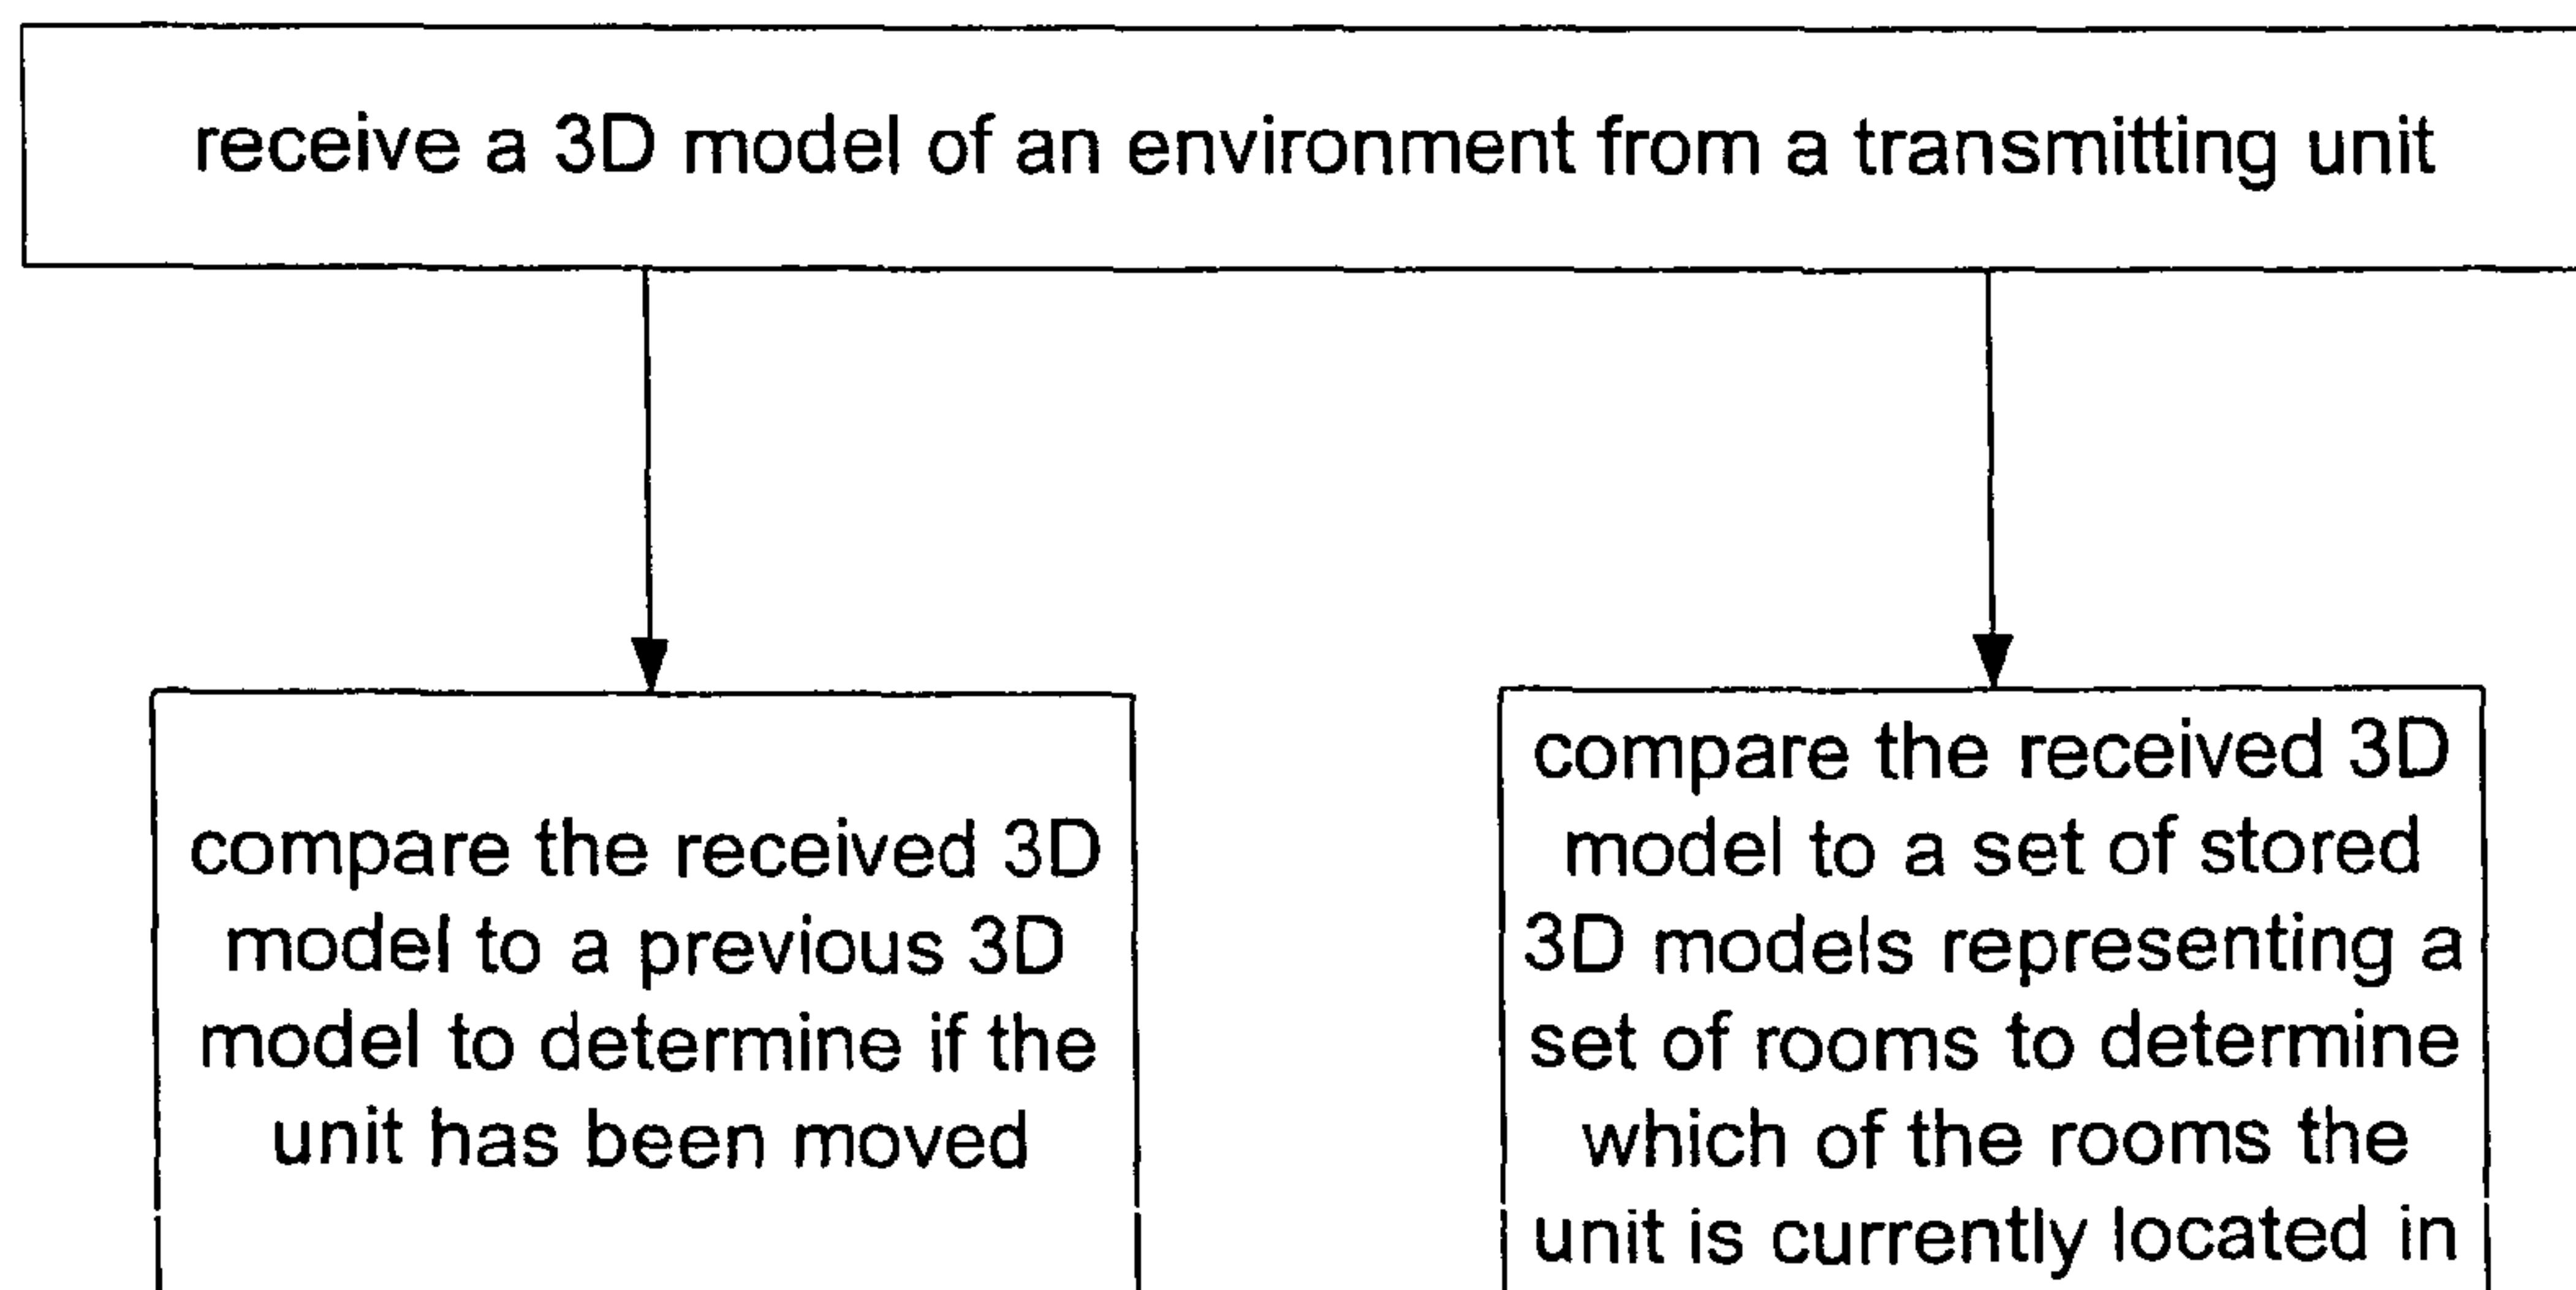 receive a 3D model of an environment from a transmitting unit
compare the received 3D
model to a previous 3D
model to determine if the
unit has been moved
compare the received 3D
model to a set of stored
3D models representing a
set of rooms to determine
which of the rooms the
unit is currently located in